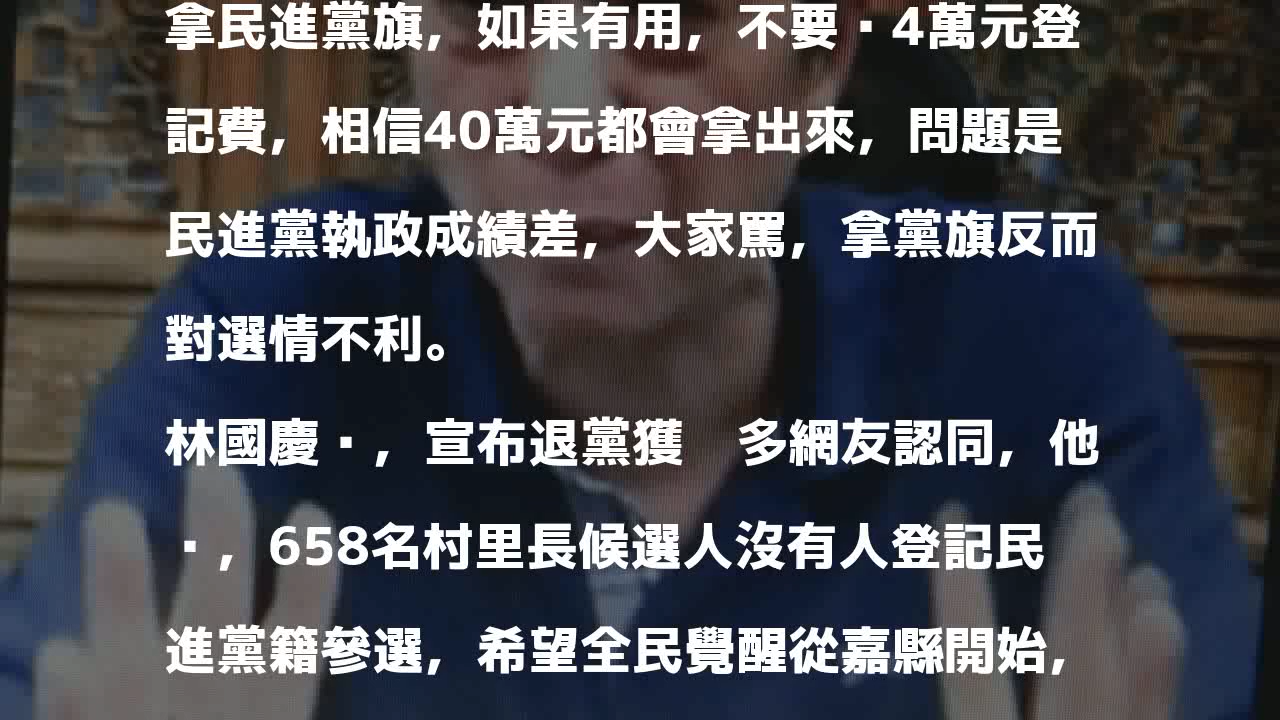 拿民進黨旗，如果有用，不要▪4萬元登
記費，相信40萬元都會拿出來，問題是
民進黨執政成績差，大家罵，拿黨旗反而
對選情不利。
林國慶▪，宣布退黨獲　多網友認同，他
▪，658名村里長候選人沒有人登記民
進黨籍參選，希望全民覺醒從嘉縣開始，